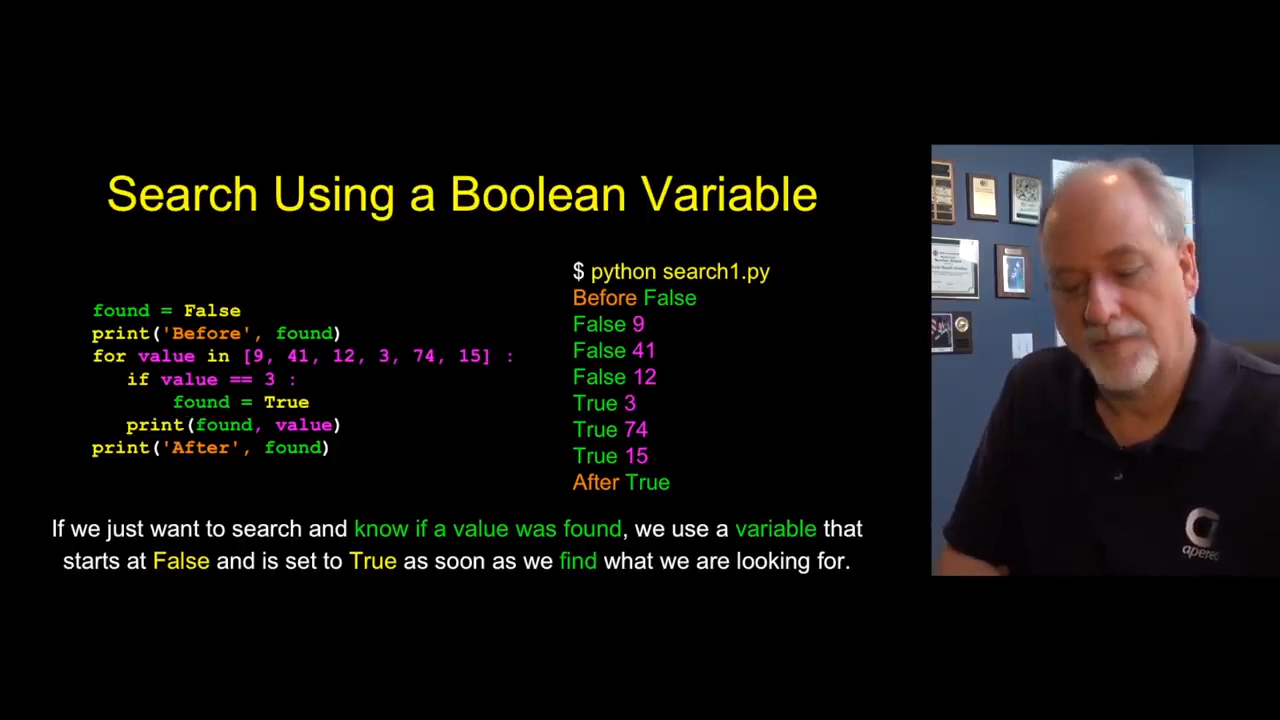 Search Using a Boolean Variable
found = False
print('Before', found)
for value in [9, 41, 12, 3, 74, 15] :
if value == 3 :
found = True
print(found, value)
print('After', found)
$ python search1.py
Before False
False 9
False 41
False 12
True 3
True 74
True 15
After True
If we just want to search and know if a value was found, we use a variable that
starts at False and is set to True as soon as we find what we are looking for.